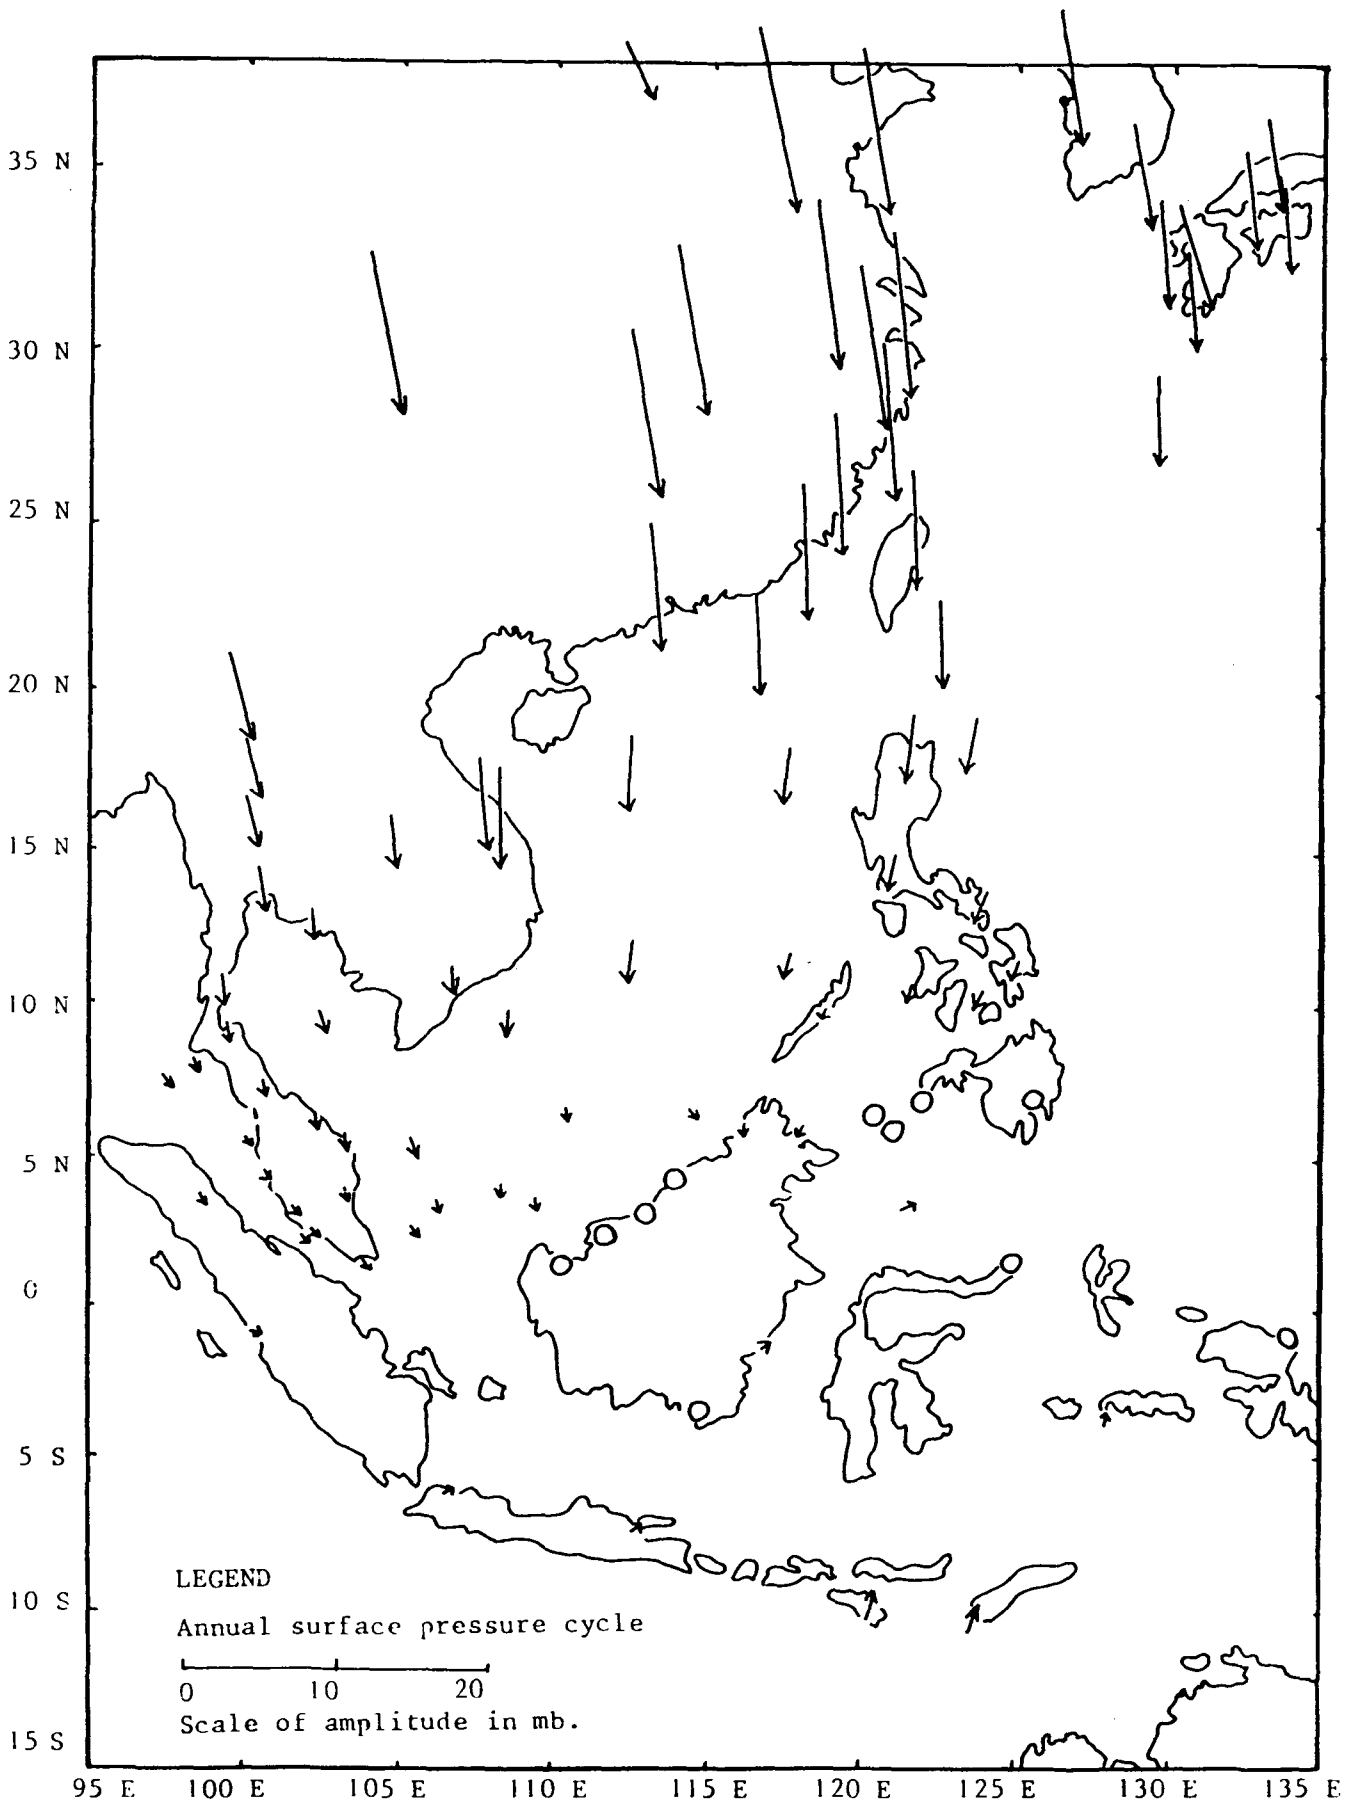 35 N
30 N
25 N
20 N
15 N
10 N
5 N
0
5 S
10 S
15 S
LEGEND
Annual surface pressure cycle
0 10 20
Scale of amplitude in mb.
95 E 100 E 105 E 110 E 115 E 120 E 125 E 130 E 135 E